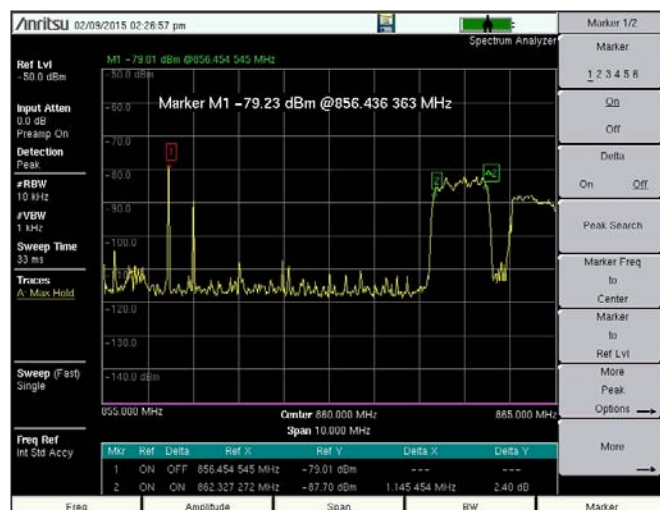 Anritsu 02/09/2015 02:26:57 pm
Spectrum Analyzer
Marker 1/2
Ref Lvl
-50.0 dBm
Input Atten
0.0 dB
Preamp On
Detection
Peak
#RBW
10 kHz
#VBW
1 kHz
Sweep Time
33 ms
Traces
A: Max Hold
Sweep (Fast)
Single
Freq Ref
Int Std Accy
M1 -79.01 dBm @856.454 545 MHz
-50.0 dBm
Marker M1 -79.23 dBm @856.436 363 MHz
-60.0
-70.0
-80.0
-90.0
-100.0
-110.0
-120.0
-130.0
-140.0 dBm
1
2
Δ2
855.000 MHz
Center 860.000 MHz
865.000 MHz
Span 10.000 MHz
Mkr Ref Delta Ref X Ref Y Delta X Delta Y
1 ON OFF 856.454 545 MHz -79.01 dBm --- ---
2 ON ON 862.327 272 MHz -87.70 dBm 1.145 454 MHz 2.40 dB
Marker
1 2 3 4 5 6
On
Off
Delta
On Off
Peak Search
Marker Freq
to
Center
Marker
to
Ref Lvl
More
Peak
Options
More
Freq Amplitude Span BW Marker